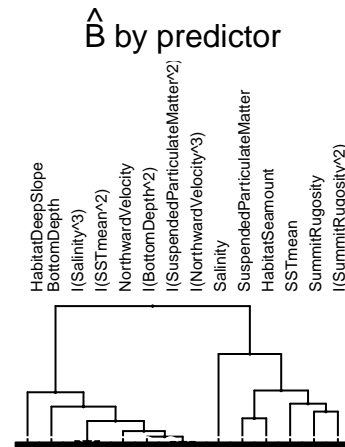 B̂ by predictor
HabitatDeepSlope
BottomDepth
I(Salinity^3)
I(SSTmean^2)
NorthwardVelocity
I(BottomDepth^2)
I(SuspendedParticulateMatter^2)
I(NorthwardVelocity^3)
Salinity
SuspendedParticulateMatter
HabitatSeamount
SSTmean
SummitRugosity
I(SummitRugosity^2)